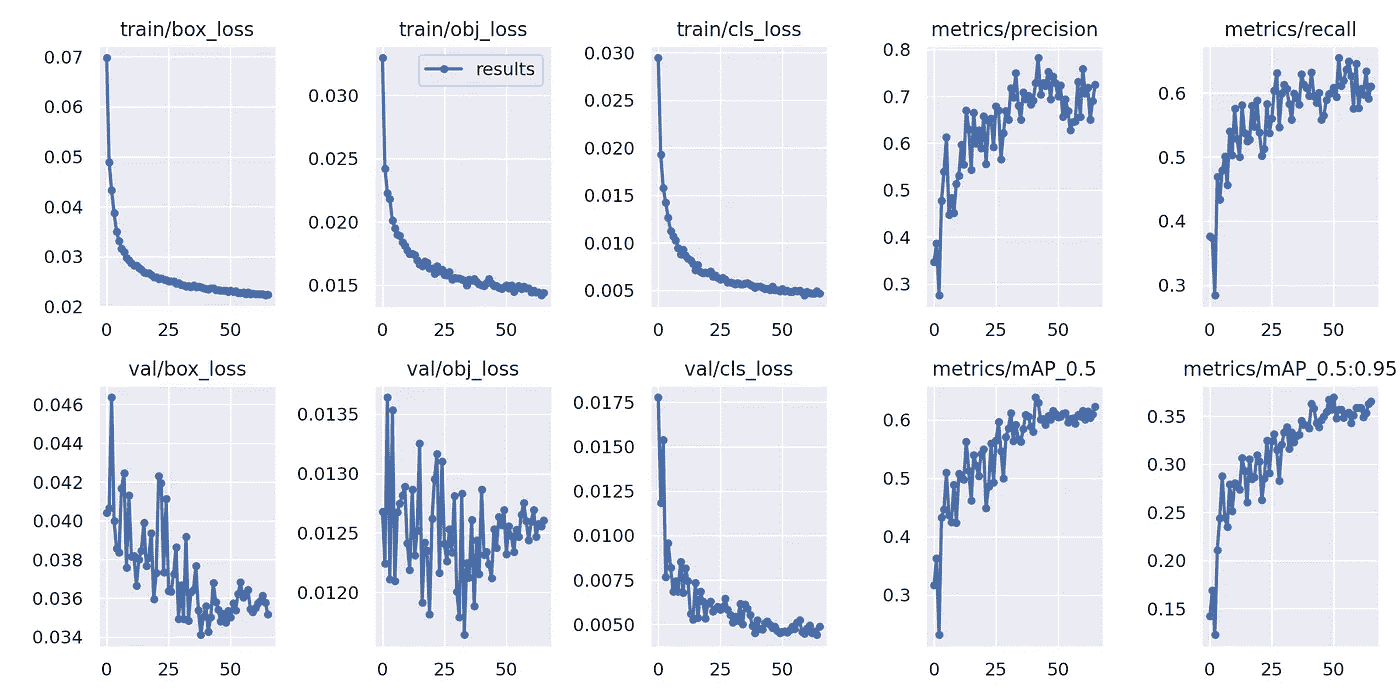 train/box_loss
train/obj_loss
train/cls_loss
metrics/precision
metrics/recall
results
0.07
0.06
0.05
0.04
0.03
0.02
0.030
0.025
0.020
0.015
0.030
0.025
0.020
0.015
0.010
0.005
0.8
0.7
0.6
0.5
0.4
0.3
0.6
0.5
0.4
0.3
0 25 50
0 25 50
0 25 50
0 25 50
0 25 50
val/box_loss
val/obj_loss
val/cls_loss
metrics/mAP_0.5
metrics/mAP_0.5:0.95
0.046
0.044
0.042
0.040
0.038
0.036
0.034
0.0135
0.0130
0.0125
0.0120
0.0175
0.0150
0.0125
0.0100
0.0075
0.0050
0.6
0.5
0.4
0.3
0.35
0.30
0.25
0.20
0.15
0 25 50
0 25 50
0 25 50
0 25 50
0 25 50